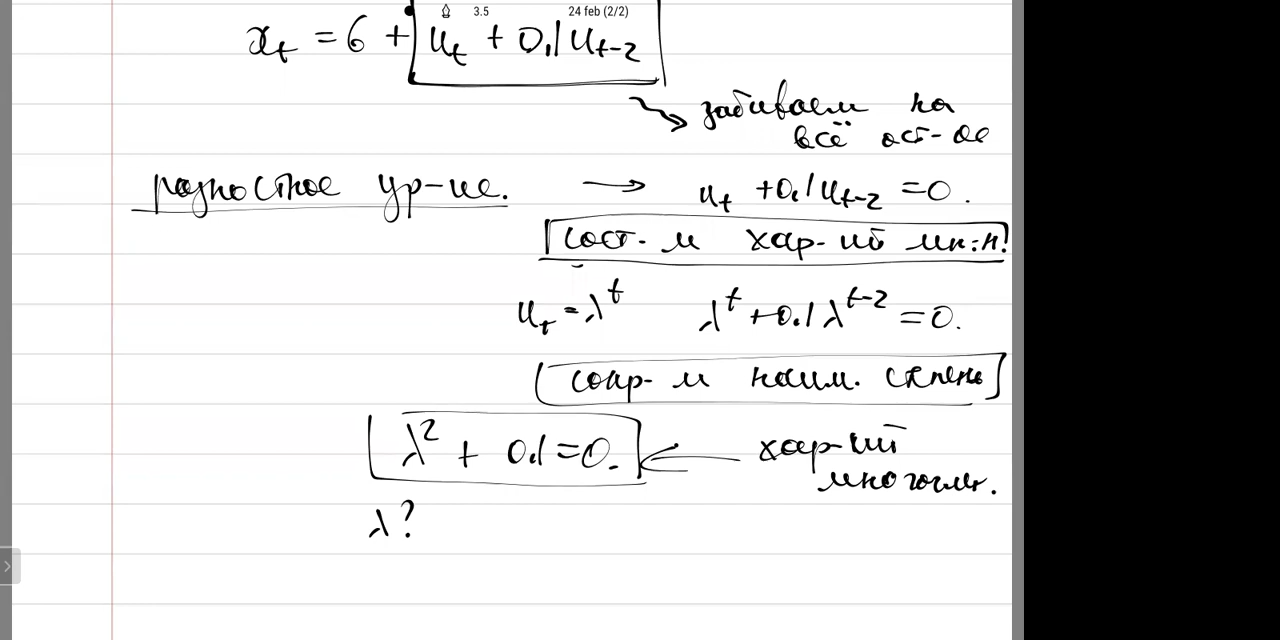 3.5 24 feb (2/2)
x_t = 6 + u_t + 0.1 u_{t-2}
забиваем на
всё ост-ое
разностное ур-ие. → u_t + 0.1 u_{t-2} = 0.
сост-м хар-ий мн-н!
u_t = λ^t λ^t + 0.1 λ^{t-2} = 0.
сокр-м наим. степень
λ^2 + 0.1 = 0. ← хар-ий
многочлен.
λ?